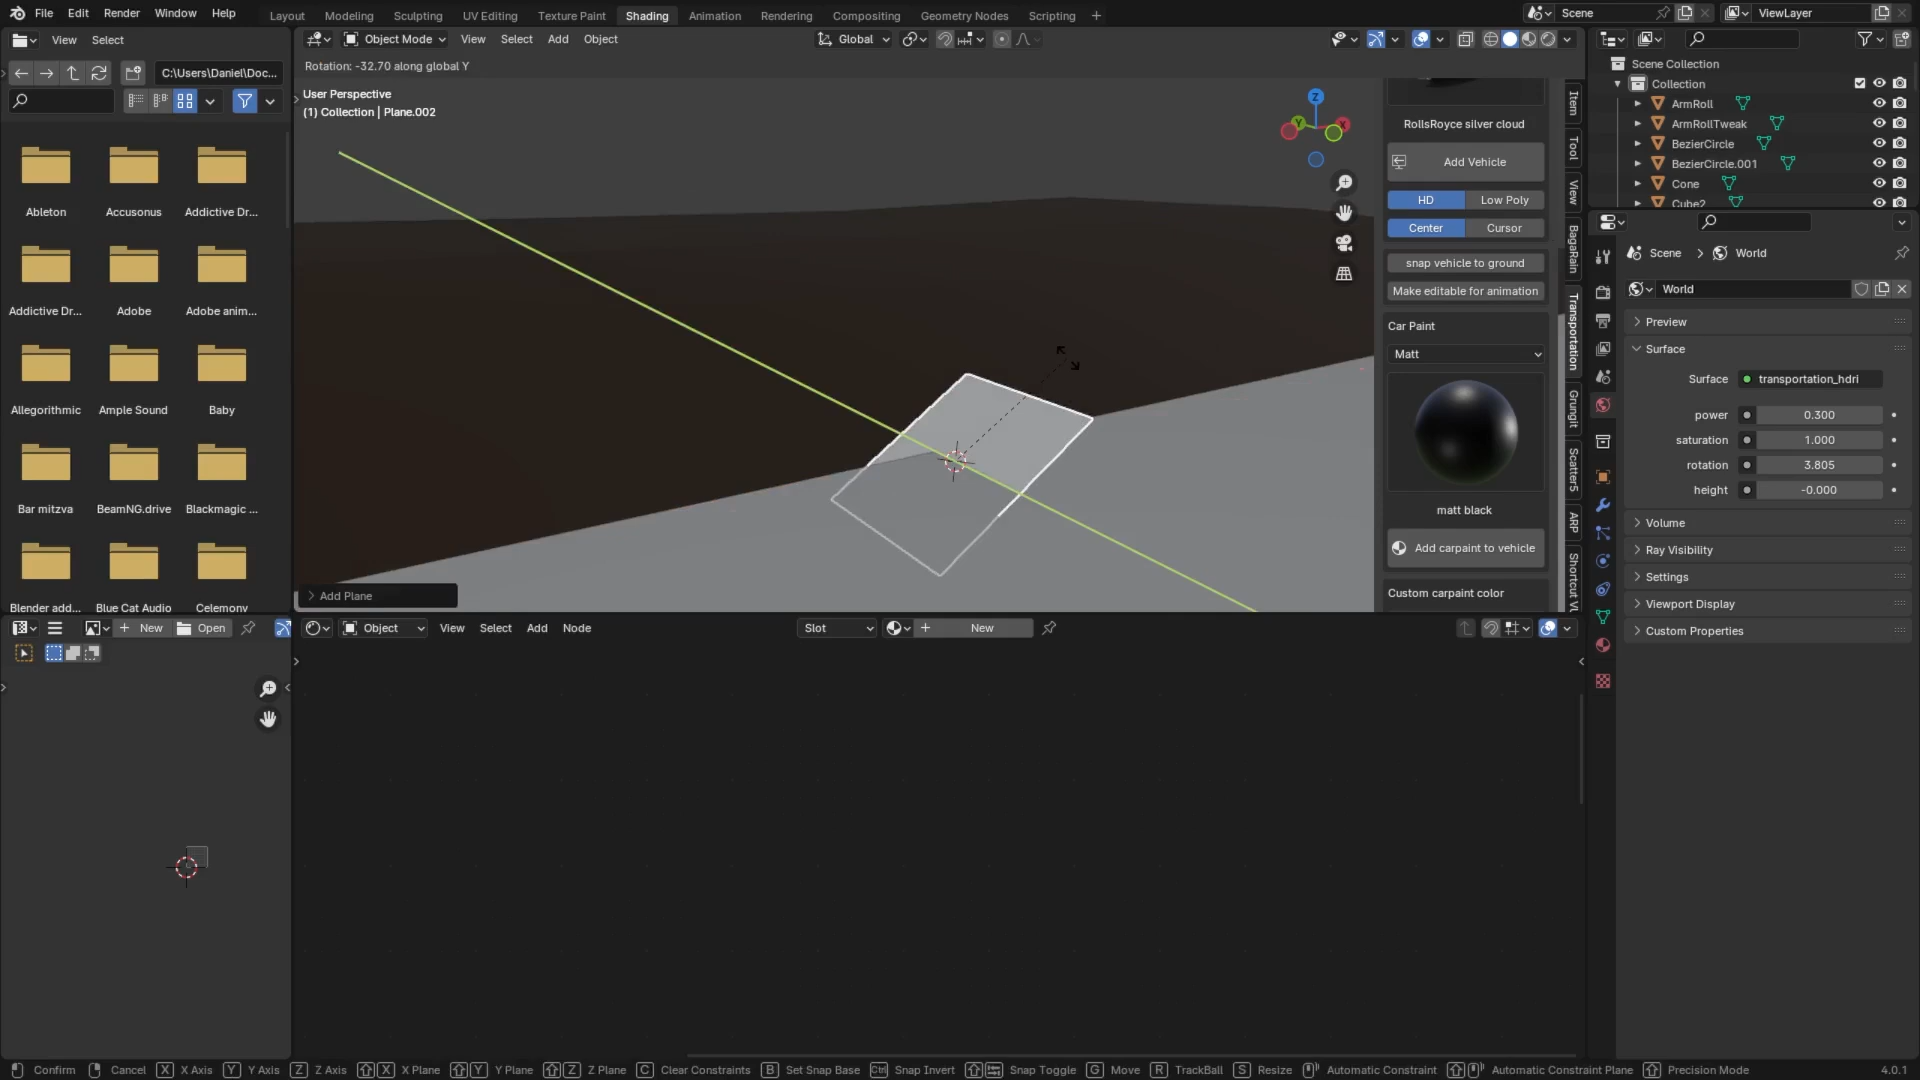 File Edit Render Window Help
Layout Modeling Sculpting UV Editing Texture Paint Shading Animation Rendering Compositing Geometry Nodes Scripting +
Scene
ViewLayer
View Select
C:\Users\Daniel\Doc...
Ableton
Accusonus
Addictive Dr...
Addictive Dr...
Adobe
Adobe anim...
Allegorithmic
Ample Sound
Baby
Bar mitzva
BeamNG.drive
Blackmagic ...
Blender add...
Blue Cat Audio
Celemony
Object Mode View Select Add Object
Global
Rotation: -32.70 along global Y
User Perspective
(1) Collection | Plane.002
Z
Y
X
Add Plane
RollsRoyce silver cloud
Add Vehicle
HD Low Poly
Center Cursor
snap vehicle to ground
Make editable for animation
Car Paint
Matt
matt black
Add carpaint to vehicle
Custom carpaint color
Item
Tool
View
BagaRain
Transportation
Grungit
Scatter5
ARP
Shortcut VU
Scene Collection
Collection
ArmRoll
ArmRollTweak
BezierCircle
BezierCircle.001
Cone
Cube2
Scene > World
World
Preview
Surface
Surface transportation_hdri
power 0.300
saturation 1.000
rotation 3.805
height -0.000
Volume
Ray Visibility
Settings
Viewport Display
Custom Properties
+ New Open
Object View Select Add Node
Slot
+ New
Confirm Cancel X X Axis Y Y Axis Z Z Axis X X Plane Y Y Plane Z Z Plane C Clear Constraints B Set Snap Base Ctrl Snap Invert Snap Toggle G Move R TrackBall S Resize Automatic Constraint Automatic Constraint Plane Precision Mode 4.0.1